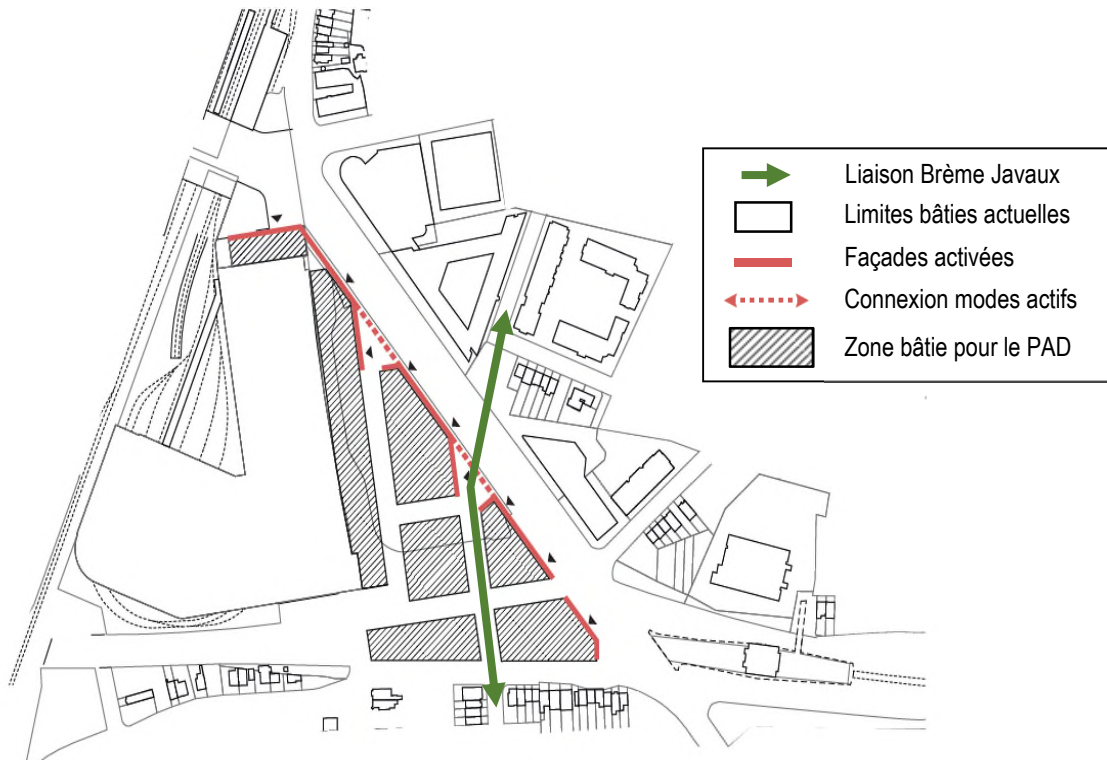 Liaison Brème Javaux
Limites bâties actuelles
Façades activées
Connexion modes actifs
Zone bâtie pour le PAD